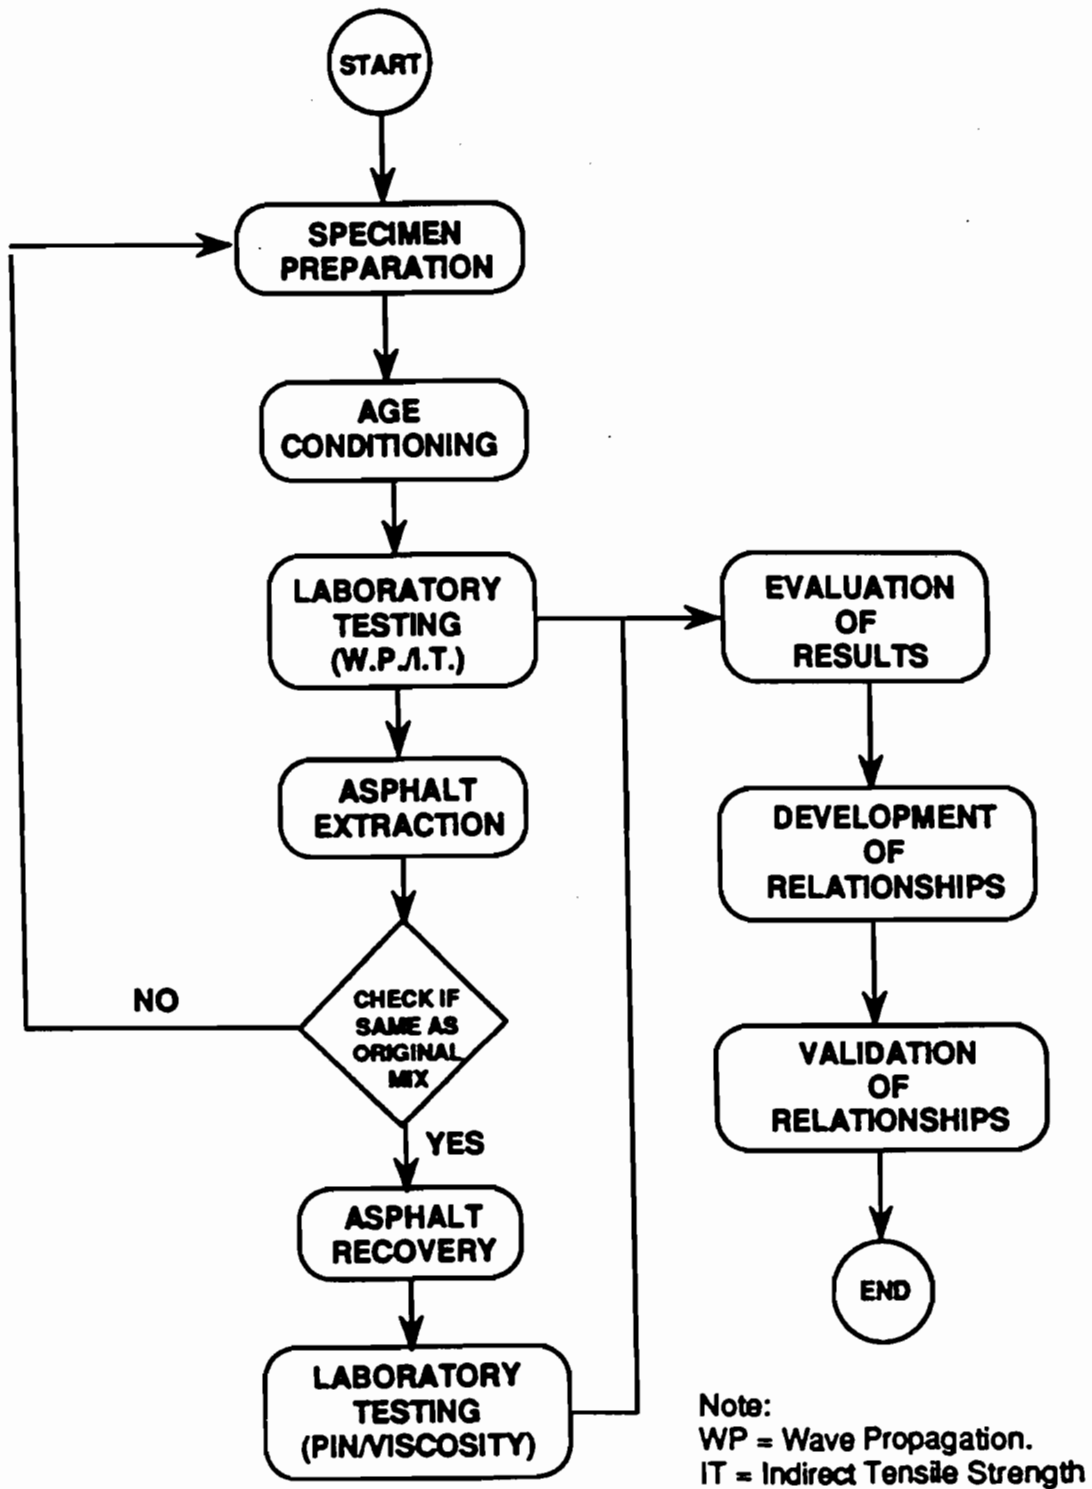 START
SPECIMEN
PREPARATION
AGE
CONDITIONING
LABORATORY
TESTING
(W.P./I.T.)
ASPHALT
EXTRACTION
CHECK IF
SAME AS
ORIGINAL
MIX
NO
YES
ASPHALT
RECOVERY
LABORATORY
TESTING
(PIN/VISCOSITY)
EVALUATION
OF
RESULTS
DEVELOPMENT
OF
RELATIONSHIPS
VALIDATION
OF
RELATIONSHIPS
END
Note:
WP = Wave Propagation.
IT = Indirect Tensile Strength